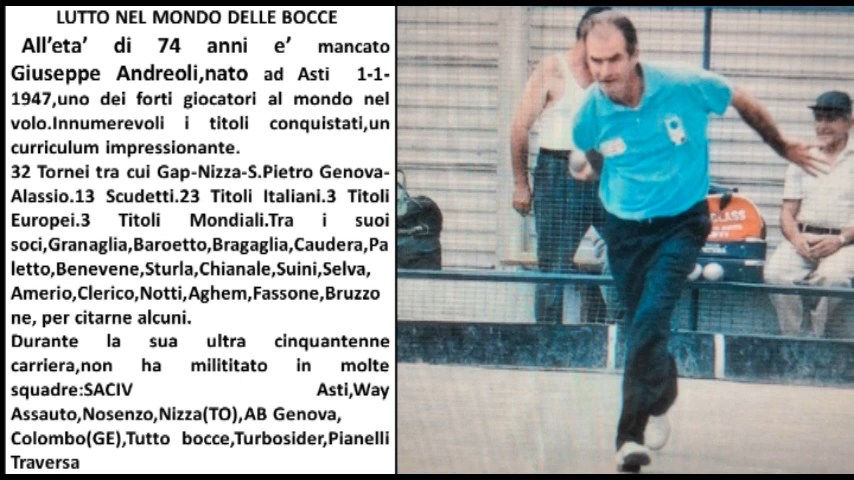 LUTTO NEL MONDO DELLE BOCCE
All'eta' di 74 anni e' mancato
Giuseppe Andreoli,nato ad Asti 1-1-
1947,uno dei forti giocatori al mondo nel
volo.Innumerevoli i titoli conquistati,un
curriculum impressionante.
32 Tornei tra cui Gap-Nizza-S.Pietro Genova-
Alassio.13 Scudetti.23 Titoli Italiani.3 Titoli
Europei.3 Titoli Mondiali.Tra i suoi
soci,Granaglia,Baroetto,Bragaglia,Caudera,Pa
letto,Benevene,Sturla,Chianale,Suini,Selva,
Amerio,Clerico,Notti,Aghem,Fassone,Bruzzo
ne, per citarne alcuni.
Durante la sua ultra cinquantenne
carriera,non ha milititato in molte
squadre:SACIV Asti,Way
Assauto,Nosenzo,Nizza(TO),AB Genova,
Colombo(GE),Tutto bocce,Turbosider,Pianelli
Traversa
CLASS